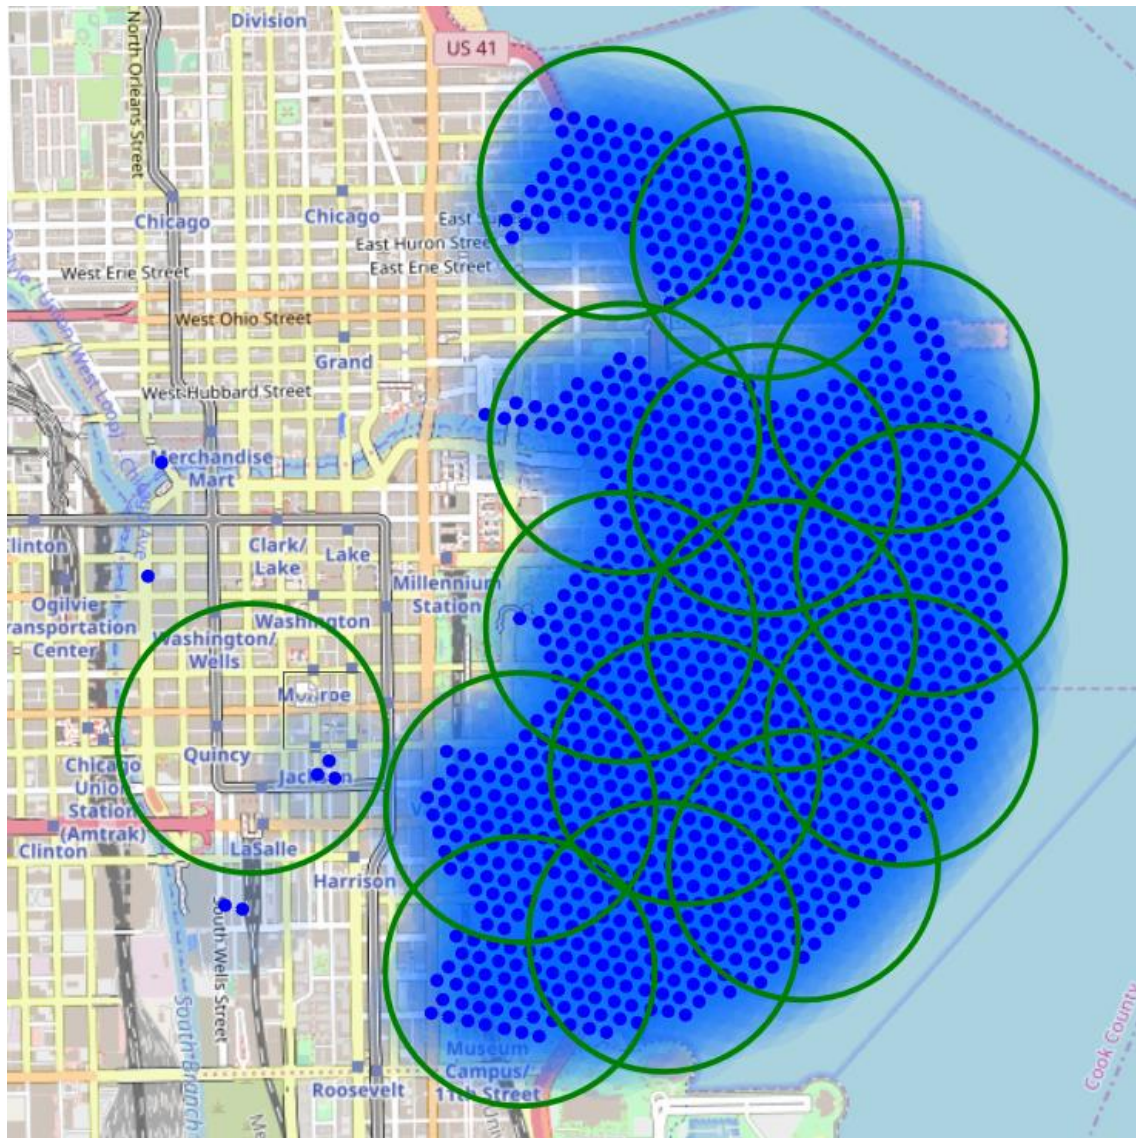 Division
US 41
North Orleans Street
Chicago
Chicago
East Huron Street
East Erie Street
West Erie Street
West Ohio Street
Grand
West Hubbard Street
Merchandise
Mart
Clinton
Clark/
Lake
Lake
Millennium
Station
Ogilvie
Transportation
Center
Washington
Washington/
Wells
Monroe
Quincy
Jackson
Chicago
Union
Station
(Amtrak)
Clinton
LaSalle
Harrison
South Wells Street
South Branch
Museum
Campus/
11th Street
Roosevelt
Cook County